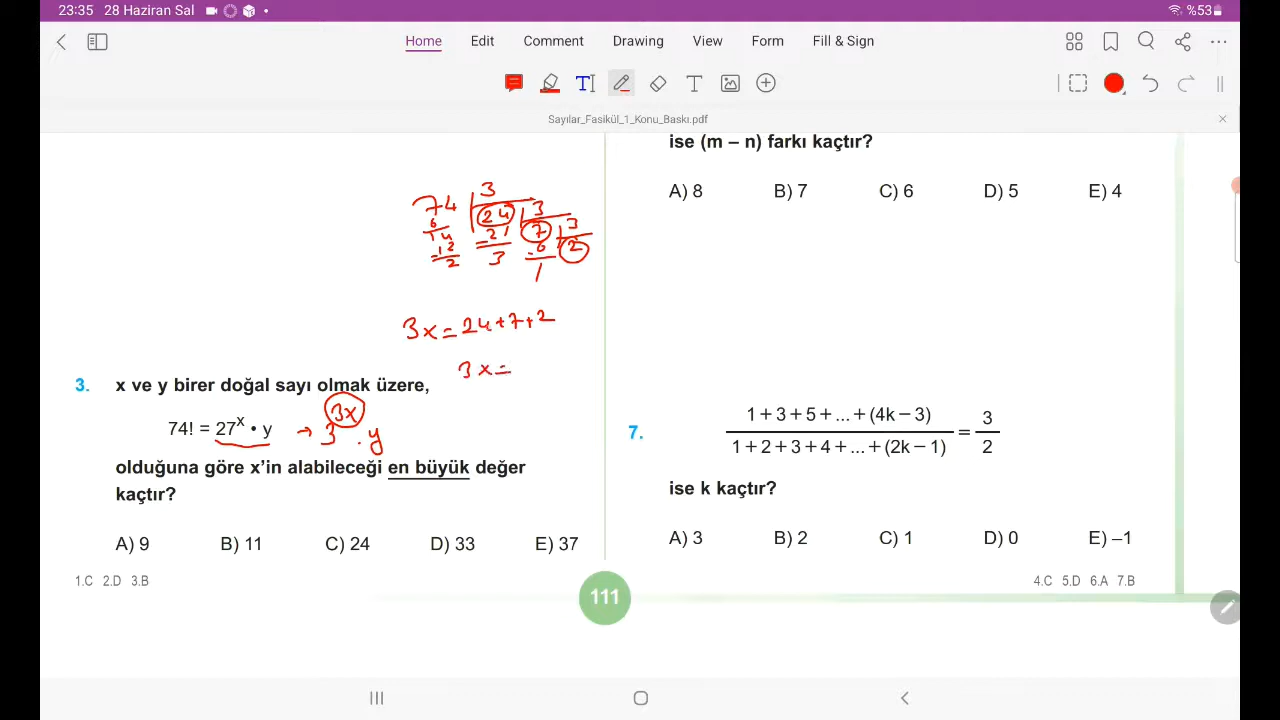 23:35 28 Haziran Sal %53
Home Edit Comment Drawing View Form Fill & Sign
Sayılar_Fasikül_1_Konu_Baskı.pdf
74 3
6 24 3
14 -21 7 3
-12 3 -6 2
2 1
3x = 24+7+2
3x =
3. x ve y birer doğal sayı olmak üzere,
74! = 27^x • y → 3^3x . y
olduğuna göre x’in alabileceği en büyük değer
kaçtır?
A) 9 B) 11 C) 24 D) 33 E) 37
1.C 2.D 3.B
ise (m – n) farkı kaçtır?
A) 8 B) 7 C) 6 D) 5 E) 4
7. 1 + 3 + 5 + ... + (4k – 3) / 1 + 2 + 3 + 4 + ... + (2k – 1) = 3/2
ise k kaçtır?
A) 3 B) 2 C) 1 D) 0 E) –1
4.C 5.D 6.A 7.B
111